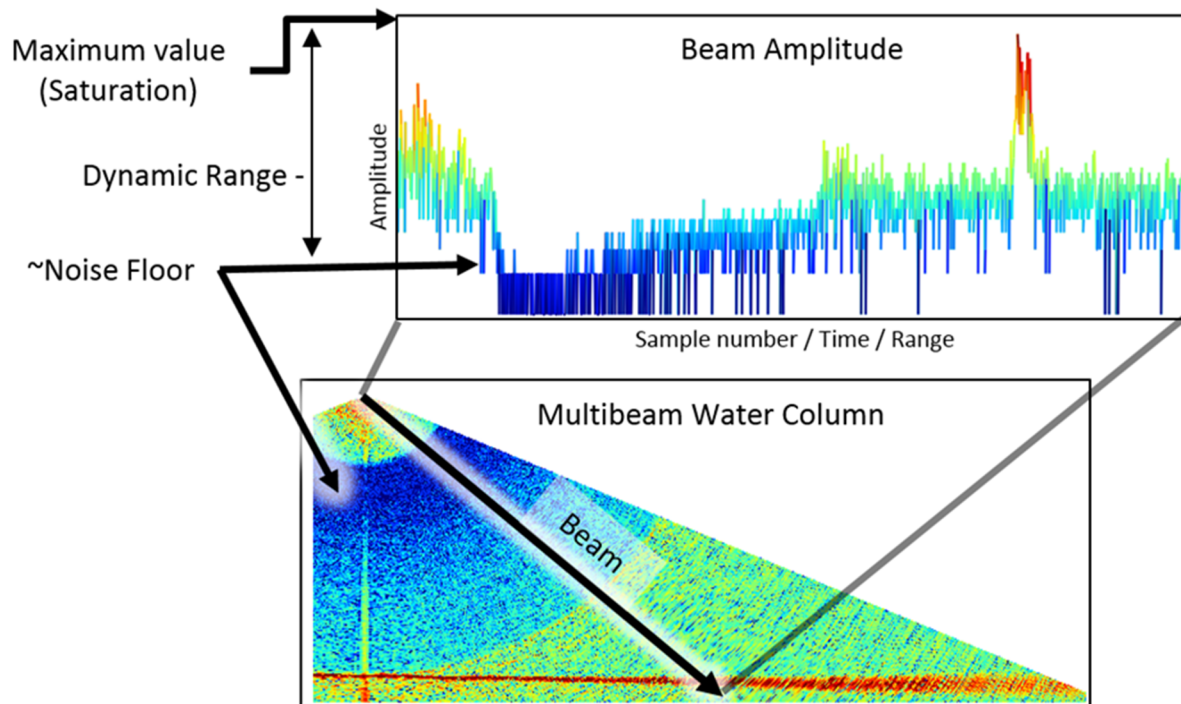 Maximum value
(Saturation)
Beam Amplitude
Dynamic Range -
Amplitude
~Noise Floor
Sample number / Time / Range
Multibeam Water Column
Beam